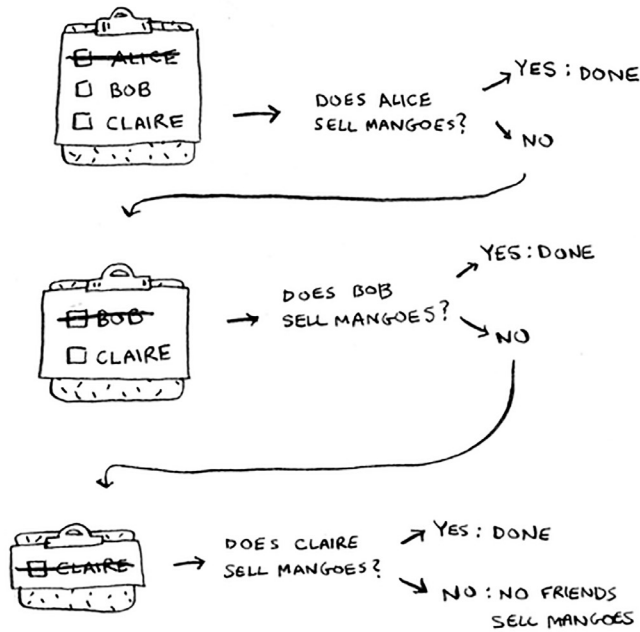 ALICE
BOB
CLAIRE
DOES ALICE
SELL MANGOES?
YES: DONE
NO
BOB
CLAIRE
DOES BOB
SELL MANGOES?
YES: DONE
NO
CLAIRE
DOES CLAIRE
SELL MANGOES?
YES: DONE
NO: NO FRIENDS
SELL MANGOES